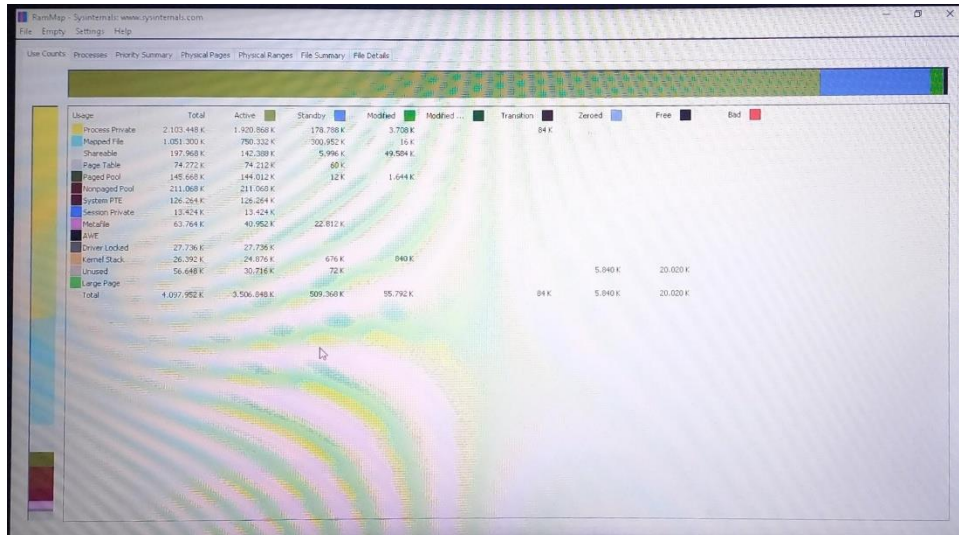 RamMap - Sysinternals: www.sysinternals.com
File Empty Settings Help
Use Counts Processes Priority Summary Physical Pages Physical Ranges File Summary File Details
Usage Total Active Standby Modified Modified ... Transition Zeroed Free Bad
Process Private 2.103.448 K 1.920.868 K 178.788 K 3.708 K 84 K
Mapped File 1.051.300 K 750.332 K 300.952 K 16 K
Shareable 197.968 K 142.388 K 5.996 K 49.584 K
Page Table 74.272 K 74.212 K 60 K
Paged Pool 145.668 K 144.012 K 12 K 1.644 K
Nonpaged Pool 211.068 K 211.068 K
System PTE 126.264 K 126.264 K
Session Private 13.424 K 13.424 K
Metafile 63.764 K 40.952 K 22.812 K
AWE
Driver Locked 27.736 K 27.736 K
Kernel Stack 26.392 K 24.876 K 676 K 840 K
Unused 56.648 K 30.716 K 72 K 5.840 K 20.020 K
Large Page
Total 4.097.952 K 3.506.848 K 509.368 K 55.792 K 84 K 5.840 K 20.020 K